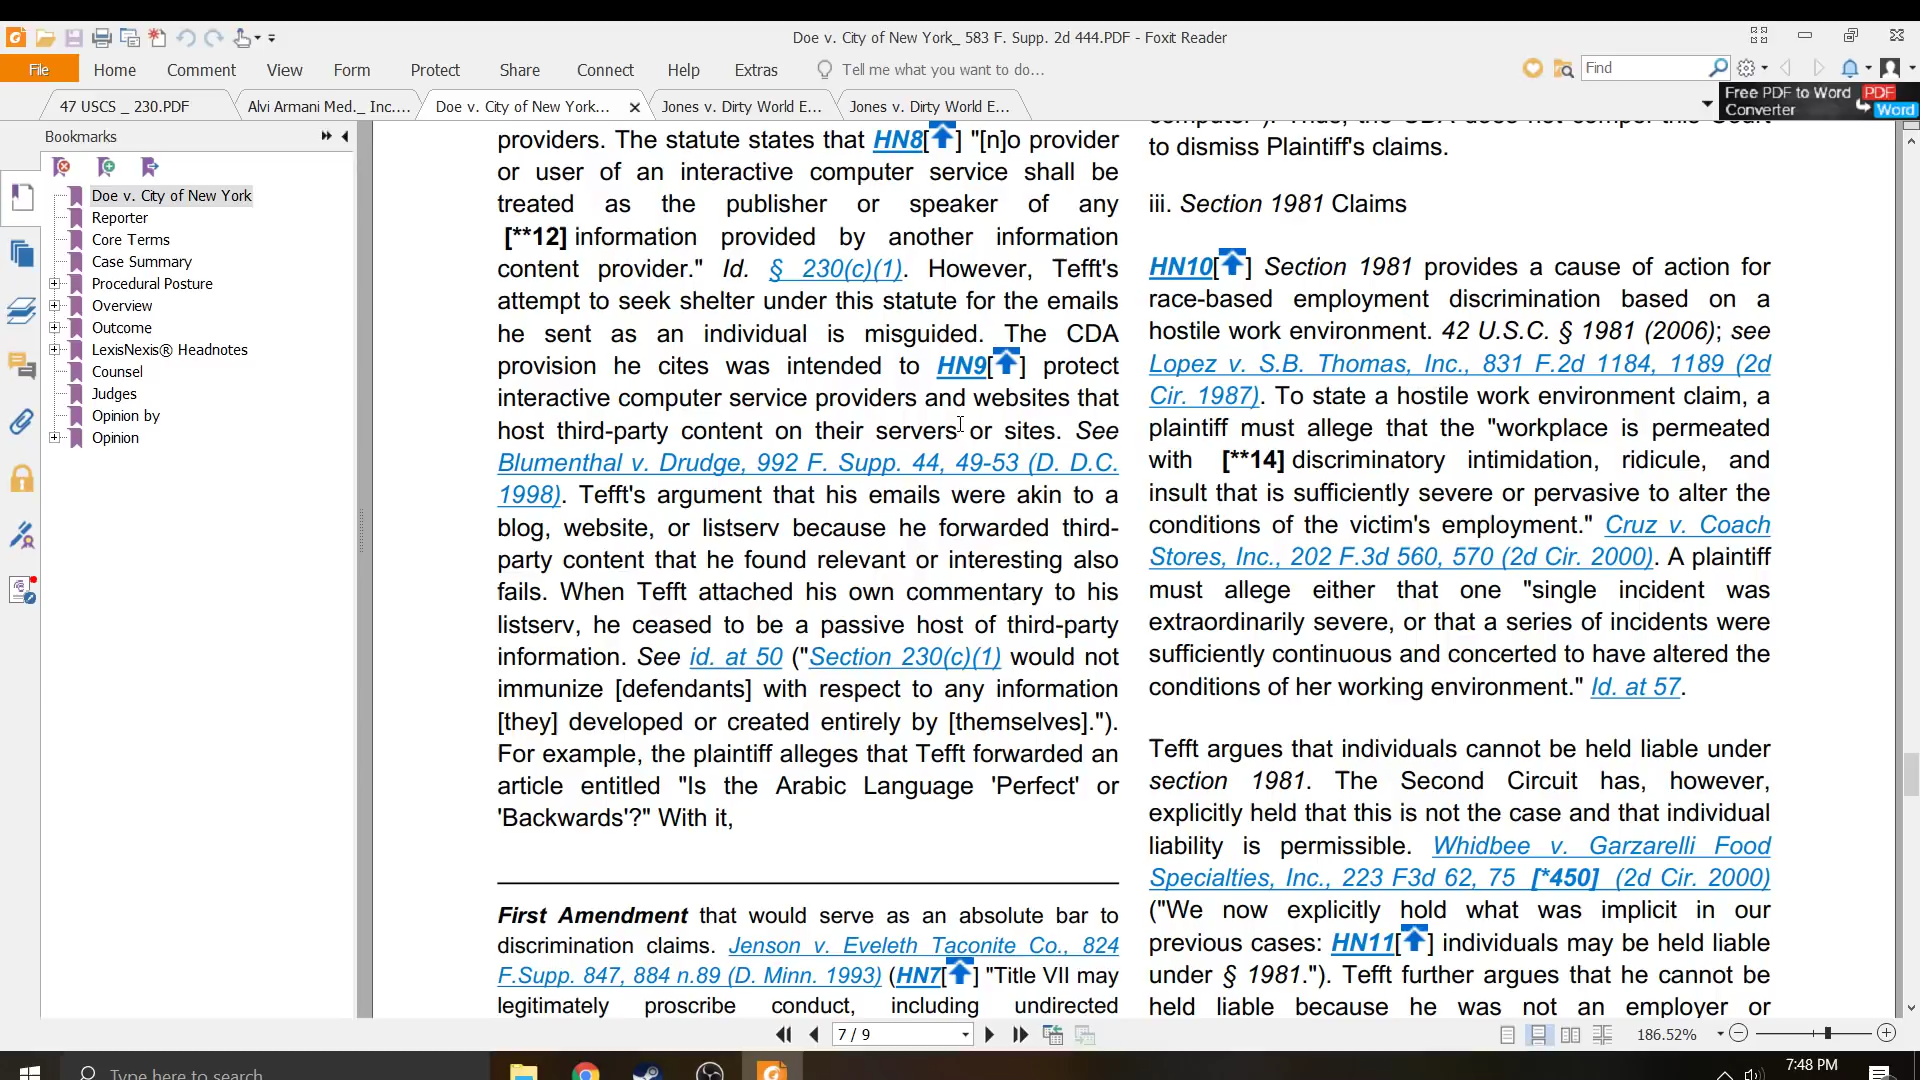 Doe v. City of New York_ 583 F. Supp. 2d 444.PDF - Foxit Reader
File Home Comment View Form Protect Share Connect Help Extras Tell me what you want to do... Find
47 USCS _ 230.PDF Alvi Armani Med._ Inc.... Doe v. City of New York... Jones v. Dirty World E... Jones v. Dirty World E...
Free PDF to Word
Converter
PDF
Word
Bookmarks
Doe v. City of New York
Reporter
Core Terms
Case Summary
Procedural Posture
Overview
Outcome
LexisNexis® Headnotes
Counsel
Judges
Opinion by
Opinion
providers. The statute states that HN8[ ] "[n]o provider
or user of an interactive computer service shall be
treated as the publisher or speaker of any
[**12] information provided by another information
content provider." Id. § 230(c)(1). However, Tefft's
attempt to seek shelter under this statute for the emails
he sent as an individual is misguided. The CDA
provision he cites was intended to HN9[ ] protect
interactive computer service providers and websites that
host third-party content on their servers or sites. See
Blumenthal v. Drudge, 992 F. Supp. 44, 49-53 (D. D.C.
1998). Tefft's argument that his emails were akin to a
blog, website, or listserv because he forwarded third-
party content that he found relevant or interesting also
fails. When Tefft attached his own commentary to his
listserv, he ceased to be a passive host of third-party
information. See id. at 50 ("Section 230(c)(1) would not
immunize [defendants] with respect to any information
[they] developed or created entirely by [themselves].").
For example, the plaintiff alleges that Tefft forwarded an
article entitled "Is the Arabic Language 'Perfect' or
'Backwards'?" With it,
First Amendment that would serve as an absolute bar to
discrimination claims. Jenson v. Eveleth Taconite Co., 824
F.Supp. 847, 884 n.89 (D. Minn. 1993) (HN7[ ] "Title VII may
legitimately proscribe conduct, including undirected
computer"). Thus, the CDA does not compel this Court
to dismiss Plaintiff's claims.
iii. Section 1981 Claims
HN10[ ] Section 1981 provides a cause of action for
race-based employment discrimination based on a
hostile work environment. 42 U.S.C. § 1981 (2006); see
Lopez v. S.B. Thomas, Inc., 831 F.2d 1184, 1189 (2d
Cir. 1987). To state a hostile work environment claim, a
plaintiff must allege that the "workplace is permeated
with [**14] discriminatory intimidation, ridicule, and
insult that is sufficiently severe or pervasive to alter the
conditions of the victim's employment." Cruz v. Coach
Stores, Inc., 202 F.3d 560, 570 (2d Cir. 2000). A plaintiff
must allege either that one "single incident was
extraordinarily severe, or that a series of incidents were
sufficiently continuous and concerted to have altered the
conditions of her working environment." Id. at 57.
Tefft argues that individuals cannot be held liable under
section 1981. The Second Circuit has, however,
explicitly held that this is not the case and that individual
liability is permissible. Whidbee v. Garzarelli Food
Specialties, Inc., 223 F3d 62, 75 [*450] (2d Cir. 2000)
("We now explicitly hold what was implicit in our
previous cases: HN11[ ] individuals may be held liable
under § 1981."). Tefft further argues that he cannot be
held liable because he was not an employer or
7 / 9
186.52%
Type here to search
7:48 PM